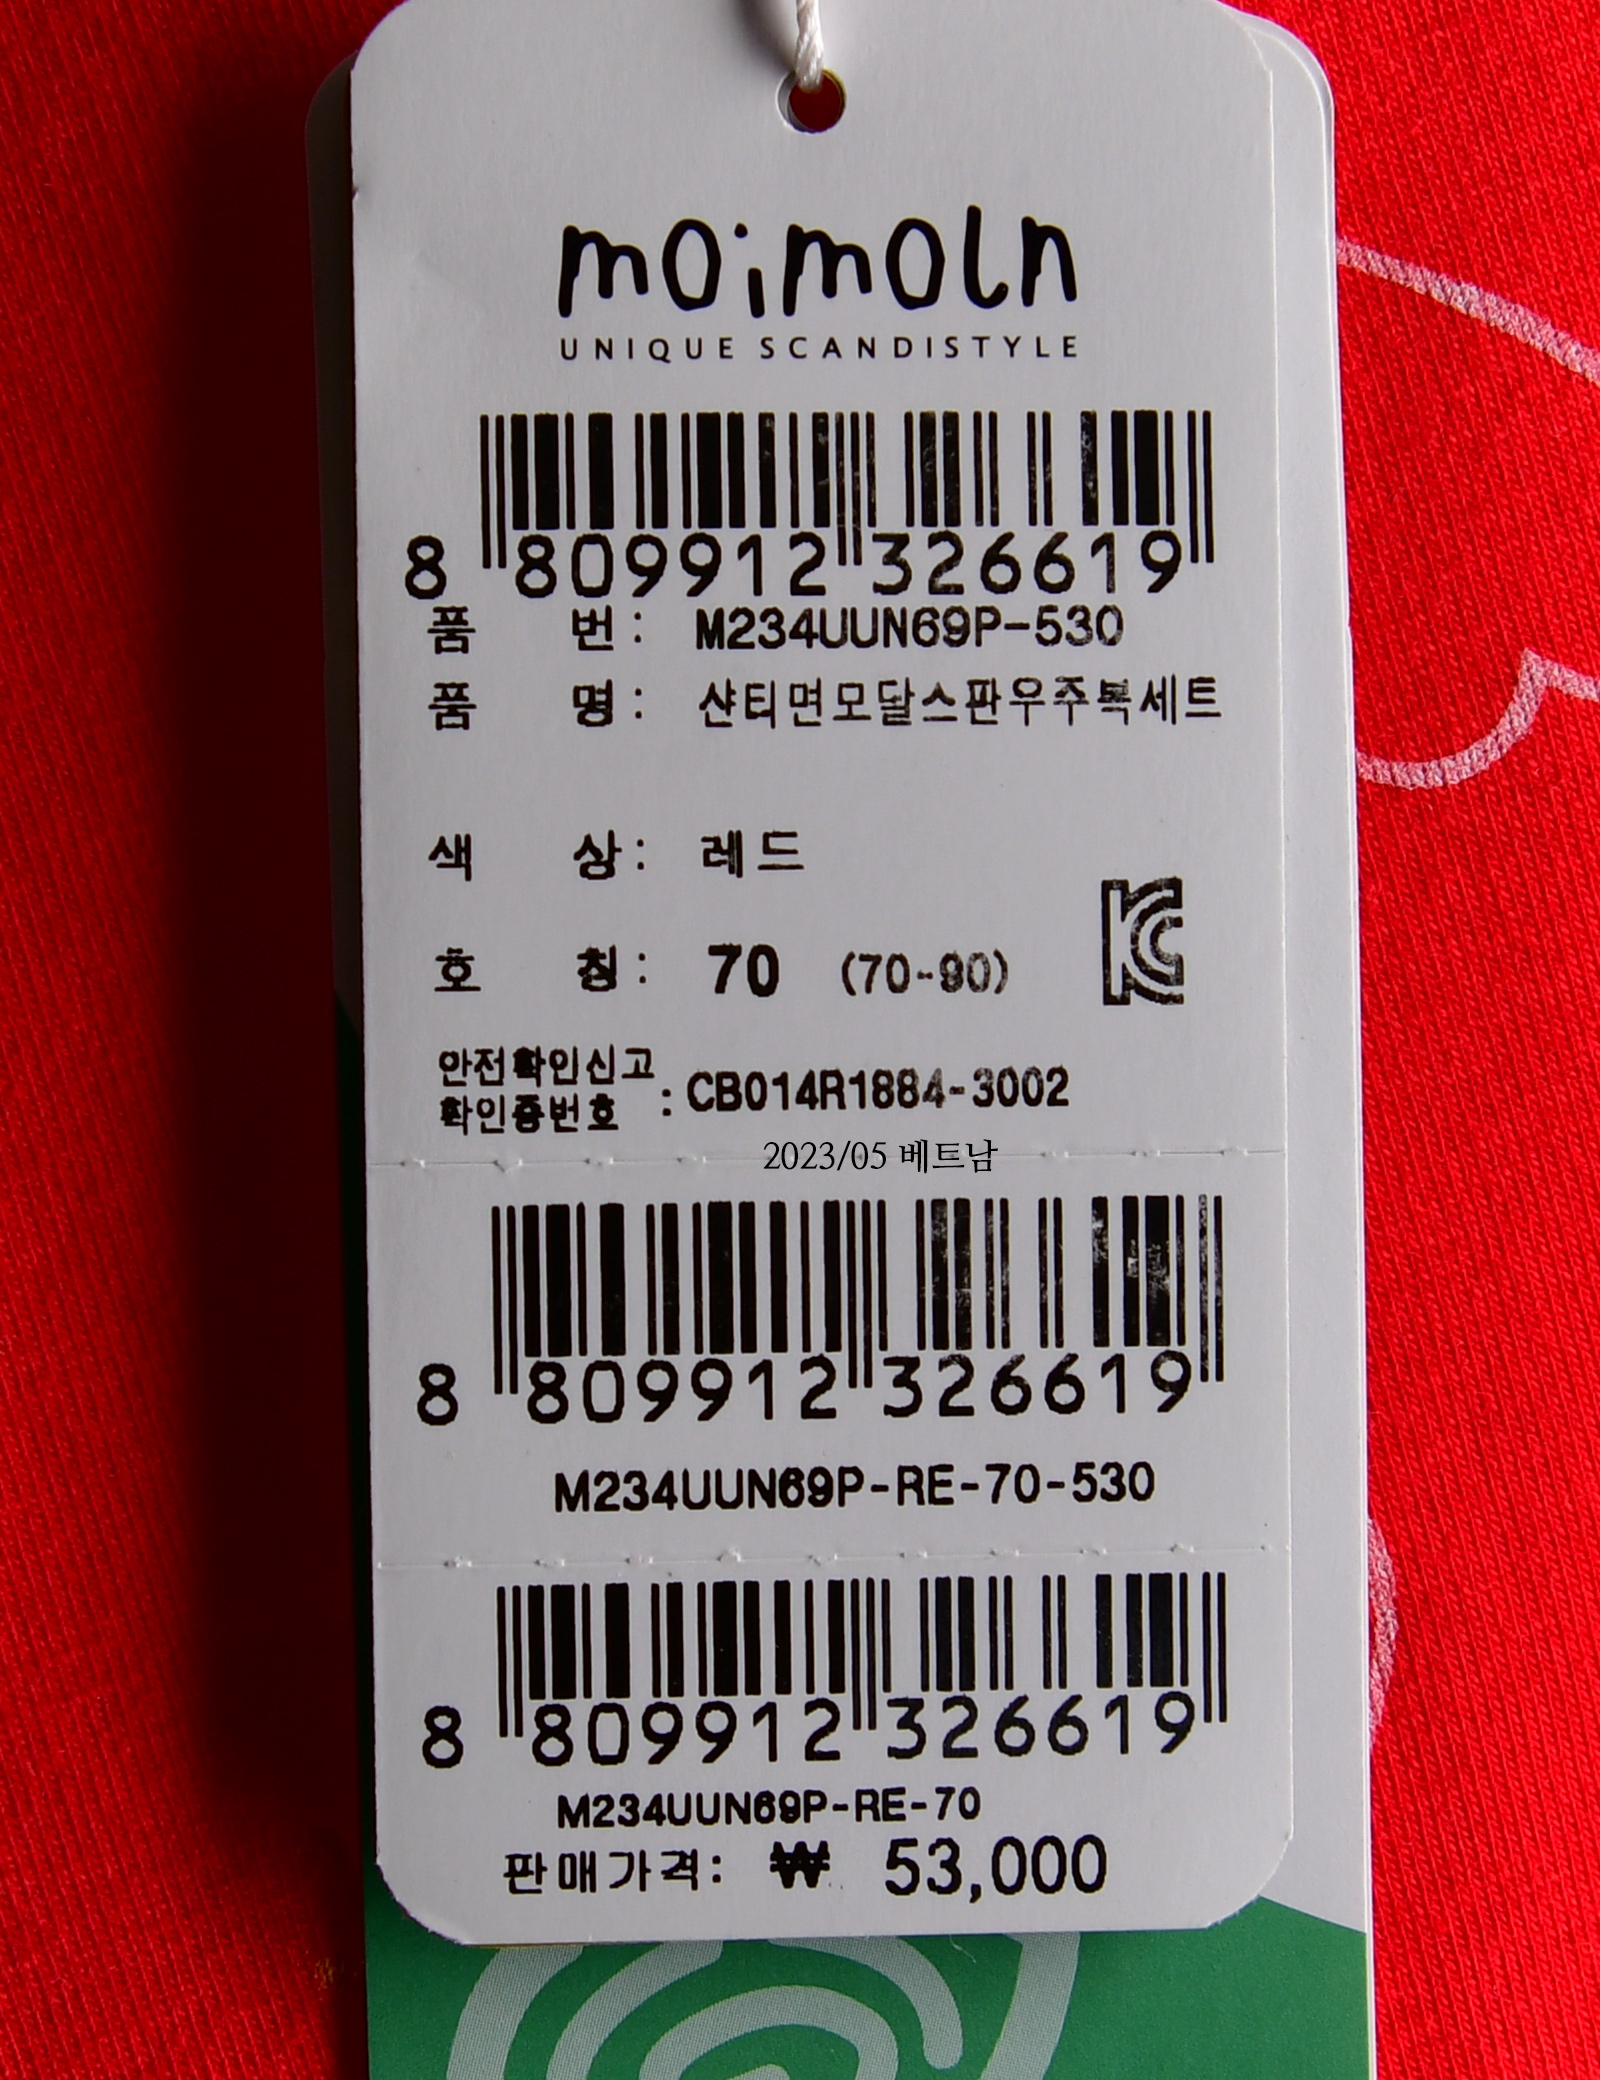 moimoln
UNIQUE SCANDISTYLE
8 809912 326619
품 번 : M234UUN69P-530
품 명 : 샨티면모달스판우주복세트
색 상 : 레드
호 칭 : 70 (70-90)
안전확인신고
확인증번호 : CB014R1884-3002
2023/05 베트남
8 809912 326619
M234UUN69P-RE-70-530
8 809912 326619
M234UUN69P-RE-70
판매가격: ₩ 53,000